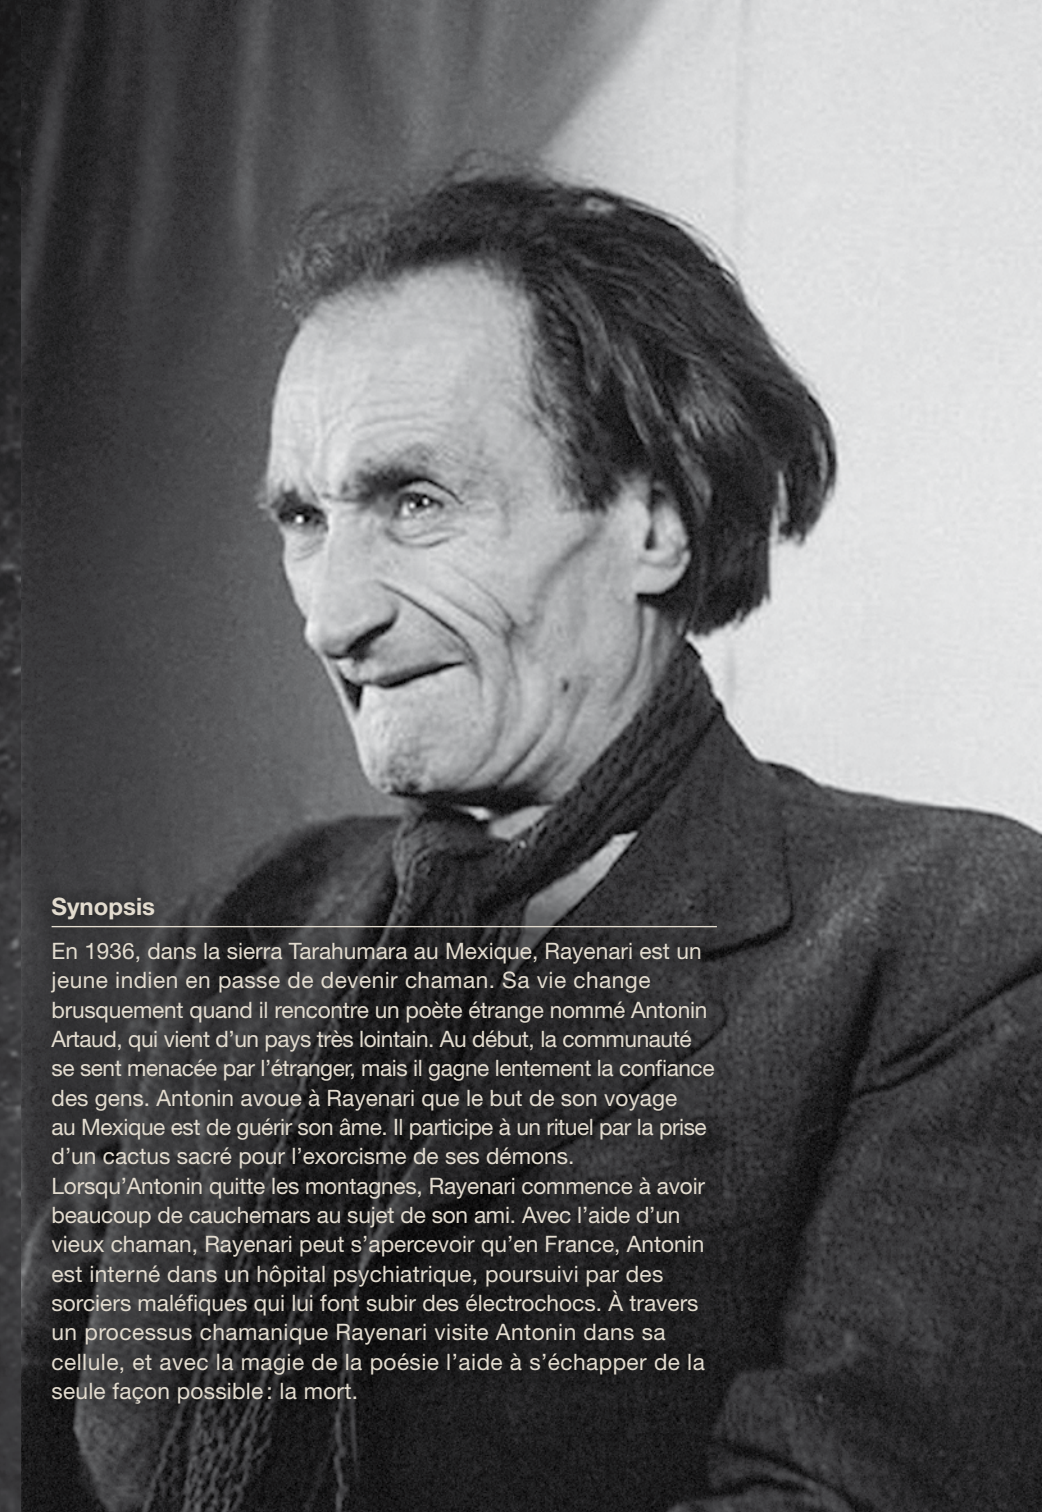 Synopsis
En 1936, dans la sierra Tarahumara au Mexique, Rayenari est un
jeune indien en passe de devenir chaman. Sa vie change
brusquement quand il rencontre un poète étrange nommé Antonin
Artaud, qui vient d’un pays très lointain. Au début, la communauté
se sent menacée par l’étranger, mais il gagne lentement la confiance
des gens. Antonin avoue à Rayenari que le but de son voyage
au Mexique est de guérir son âme. Il participe à un rituel par la prise
d’un cactus sacré pour l’exorcisme de ses démons.
Lorsqu’Antonin quitte les montagnes, Rayenari commence à avoir
beaucoup de cauchemars au sujet de son ami. Avec l’aide d’un
vieux chaman, Rayenari peut s’apercevoir qu’en France, Antonin
est interné dans un hôpital psychiatrique, poursuivi par des
sorciers maléfiques qui lui font subir des électrochocs. À travers
un processus chamanique Rayenari visite Antonin dans sa
cellule, et avec la magie de la poésie l’aide à s’échapper de la
seule façon possible : la mort.